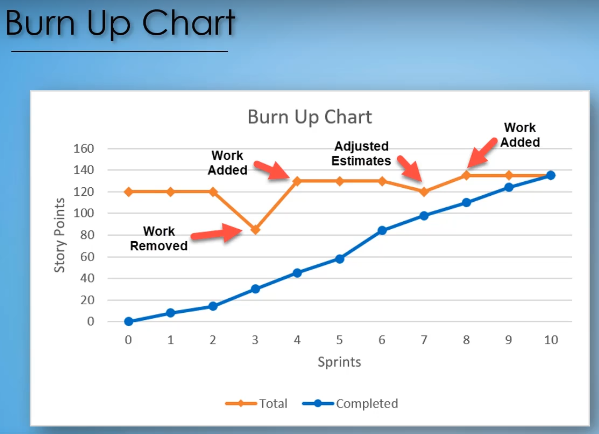 Burn Up Chart
Burn Up Chart
Work
Added
Adjusted
Estimates
Work
Added
Work
Removed
Story Points
160
140
120
100
80
60
40
20
0
0 1 2 3 4 5 6 7 8 9 10
Sprints
Total Completed